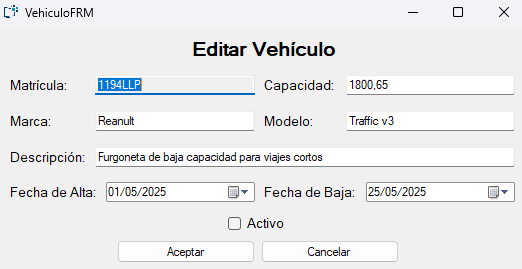 VehiculoFRM
Editar Vehículo
Matrícula: 1194LLP Capacidad: 1800,65
Marca: Reanult Modelo: Traffic v3
Descripción: Furgoneta de baja capacidad para viajes cortos
Fecha de Alta: 01/05/2025 Fecha de Baja: 25/05/2025
Activo
Aceptar Cancelar